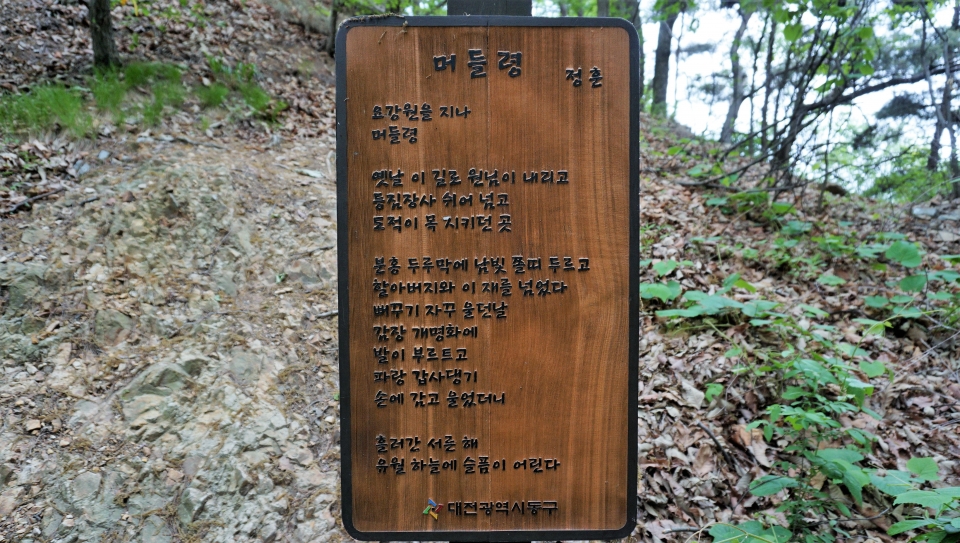 머들령
정훈
요강원을 지나
머들령
옛날 이 길로 원님이 내리고
등짐장사 쉬어 넘고
도적이 목 지키던 곳
분홍 두루막에 남빛 쫄띠 두르고
할아버지와 이 재를 넘었다
뻐꾸기 자꾸 울던날
감장 개명화에
발이 부르트고
파랑 갑사댕기
손에 감고 울었더니
흘러간 서른 해
유월 하늘에 슬픔이 어린다
대전광역시동구